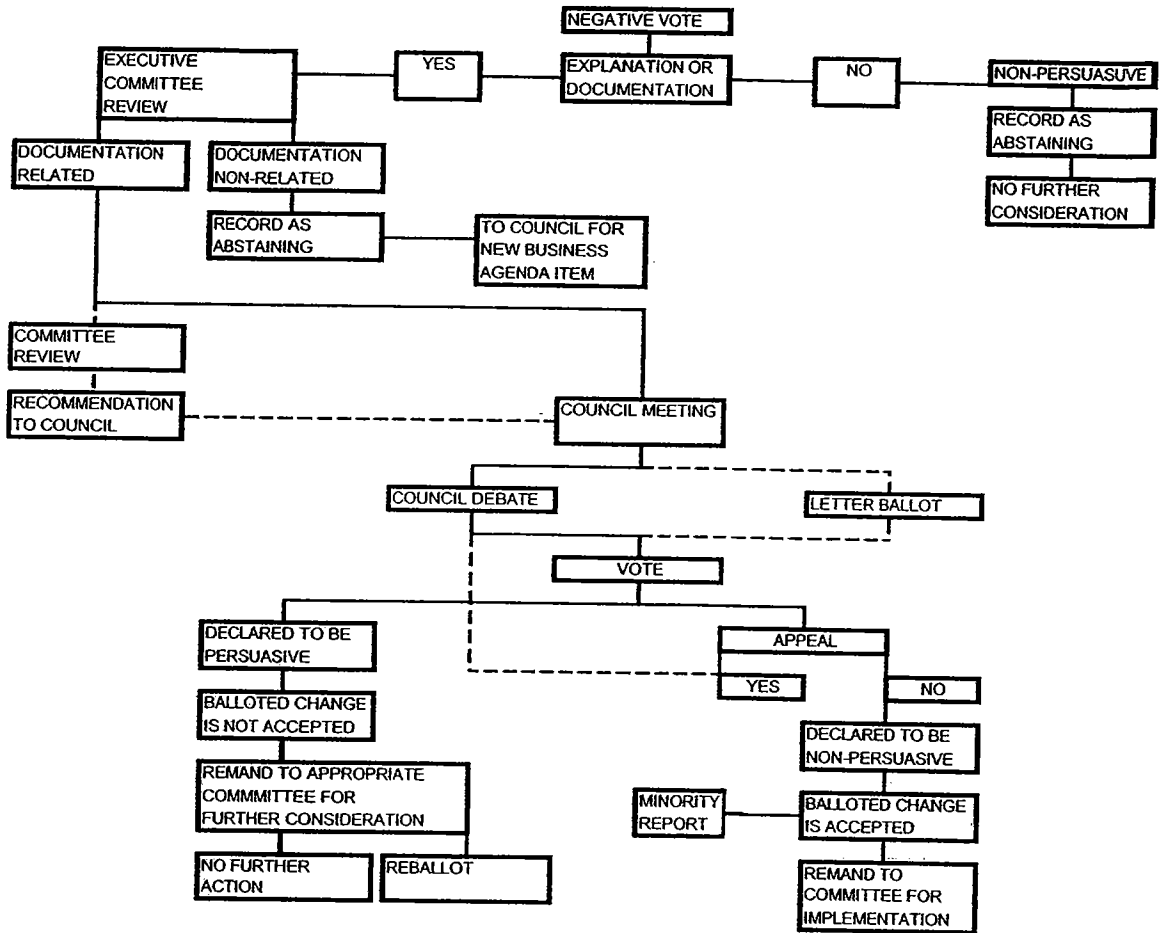 NEGATIVE VOTE
EXECUTIVE
COMMITTEE
REVIEW
YES
EXPLANATION OR
DOCUMENTATION
NO
NON-PERSUASUVE
RECORD AS
ABSTAINING
NO FURTHER
CONSIDERATION
DOCUMENTATION
RELATED
DOCUMENTATION
NON-RELATED
RECORD AS
ABSTAINING
TO COUNCIL FOR
NEW BUSINESS
AGENDA ITEM
COMMITTEE
REVIEW
RECOMMENDATION
TO COUNCIL
COUNCIL MEETING
COUNCIL DEBATE
LETTER BALLOT
VOTE
DECLARED TO BE
PERSUASIVE
APPEAL
YES
NO
BALLOTED CHANGE
IS NOT ACCEPTED
DECLARED TO BE
NON-PERSUASIVE
REMAND TO APPROPRIATE
COMMMITTEE FOR
FURTHER CONSIDERATION
MINORITY
REPORT
BALLOTED CHANGE
IS ACCEPTED
NO FURTHER
ACTION
REBALLOT
REMAND TO
COMMITTEE FOR
IMPLEMENTATION